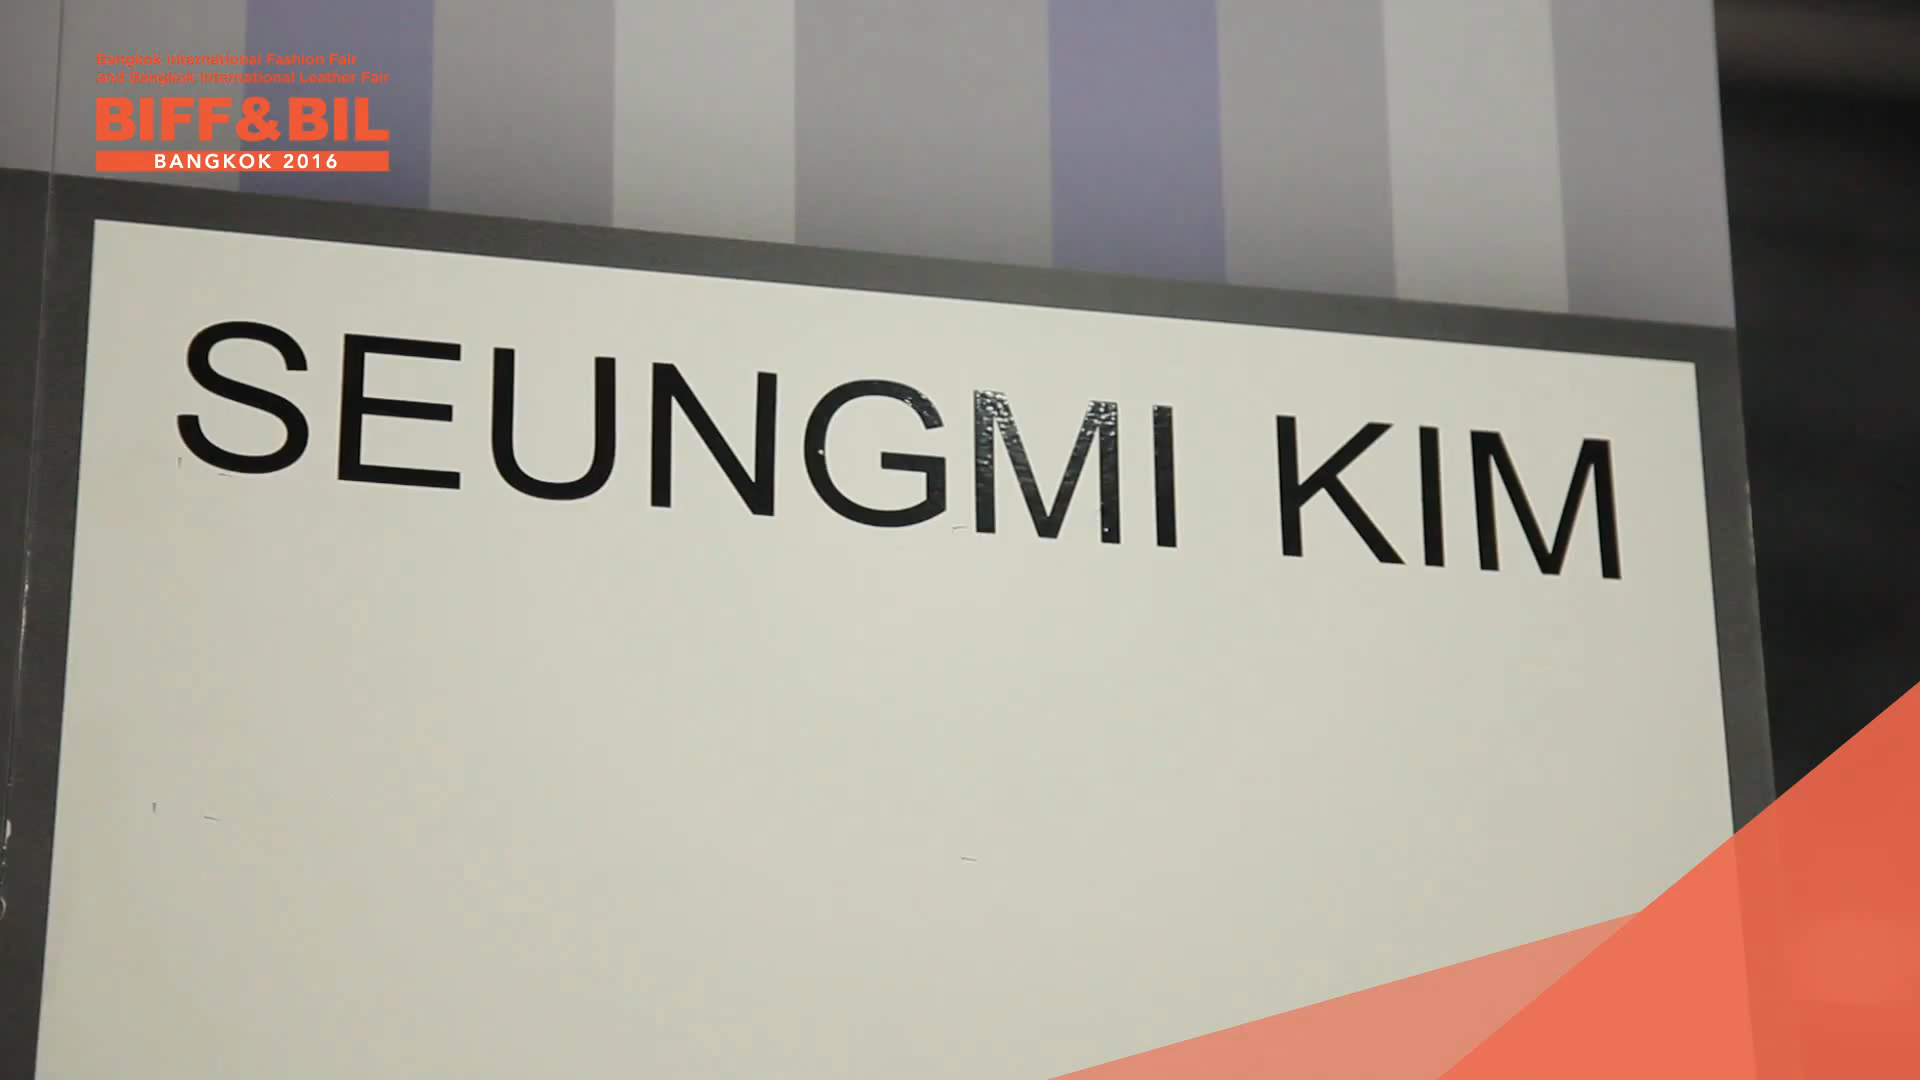 Bangkok International Fashion Fair
and Bangkok International Leather Fair
BIFF&BIL
BANGKOK 2016
SEUNGMI KIM